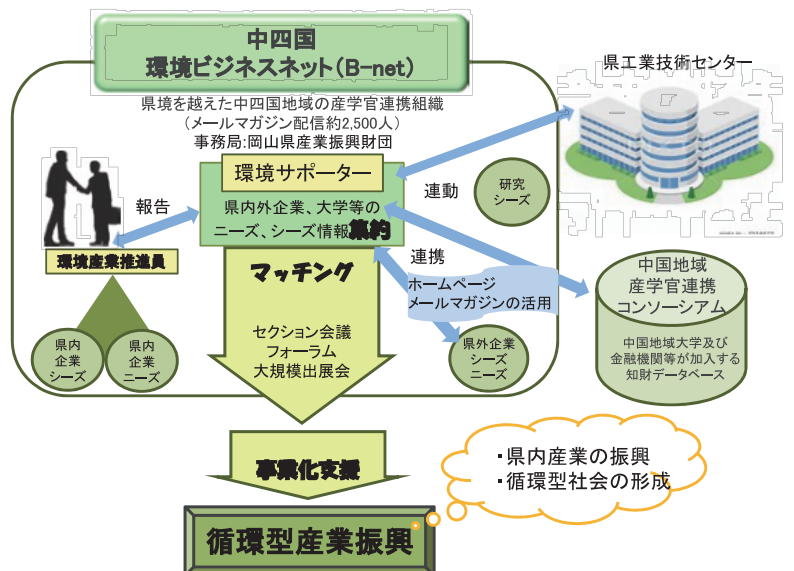 中四国
環境ビジネスネット(B-net)
県境を越えた中四国地域の産学官連携組織
(メールマガジン配信約2,500人)
事務局:岡山県産業振興財団
県工業技術センター
環境サポーター
県内外企業、大学等の
ニーズ、シーズ情報集約
報告
環境産業推進員
県内
企業
シーズ
県内
企業
ニーズ
連動
研究
シーズ
連携
ホームページ
メールマガジンの活用
県外企業
シーズ
ニーズ
中国地域
産学官連携
コンソーシアム
中国地域大学及び
金融機関等が加入する
知財データベース
マッチング
セクション会議
フォーラム
大規模出展会
事業化支援
・県内産業の振興
・循環型社会の形成
循環型産業振興